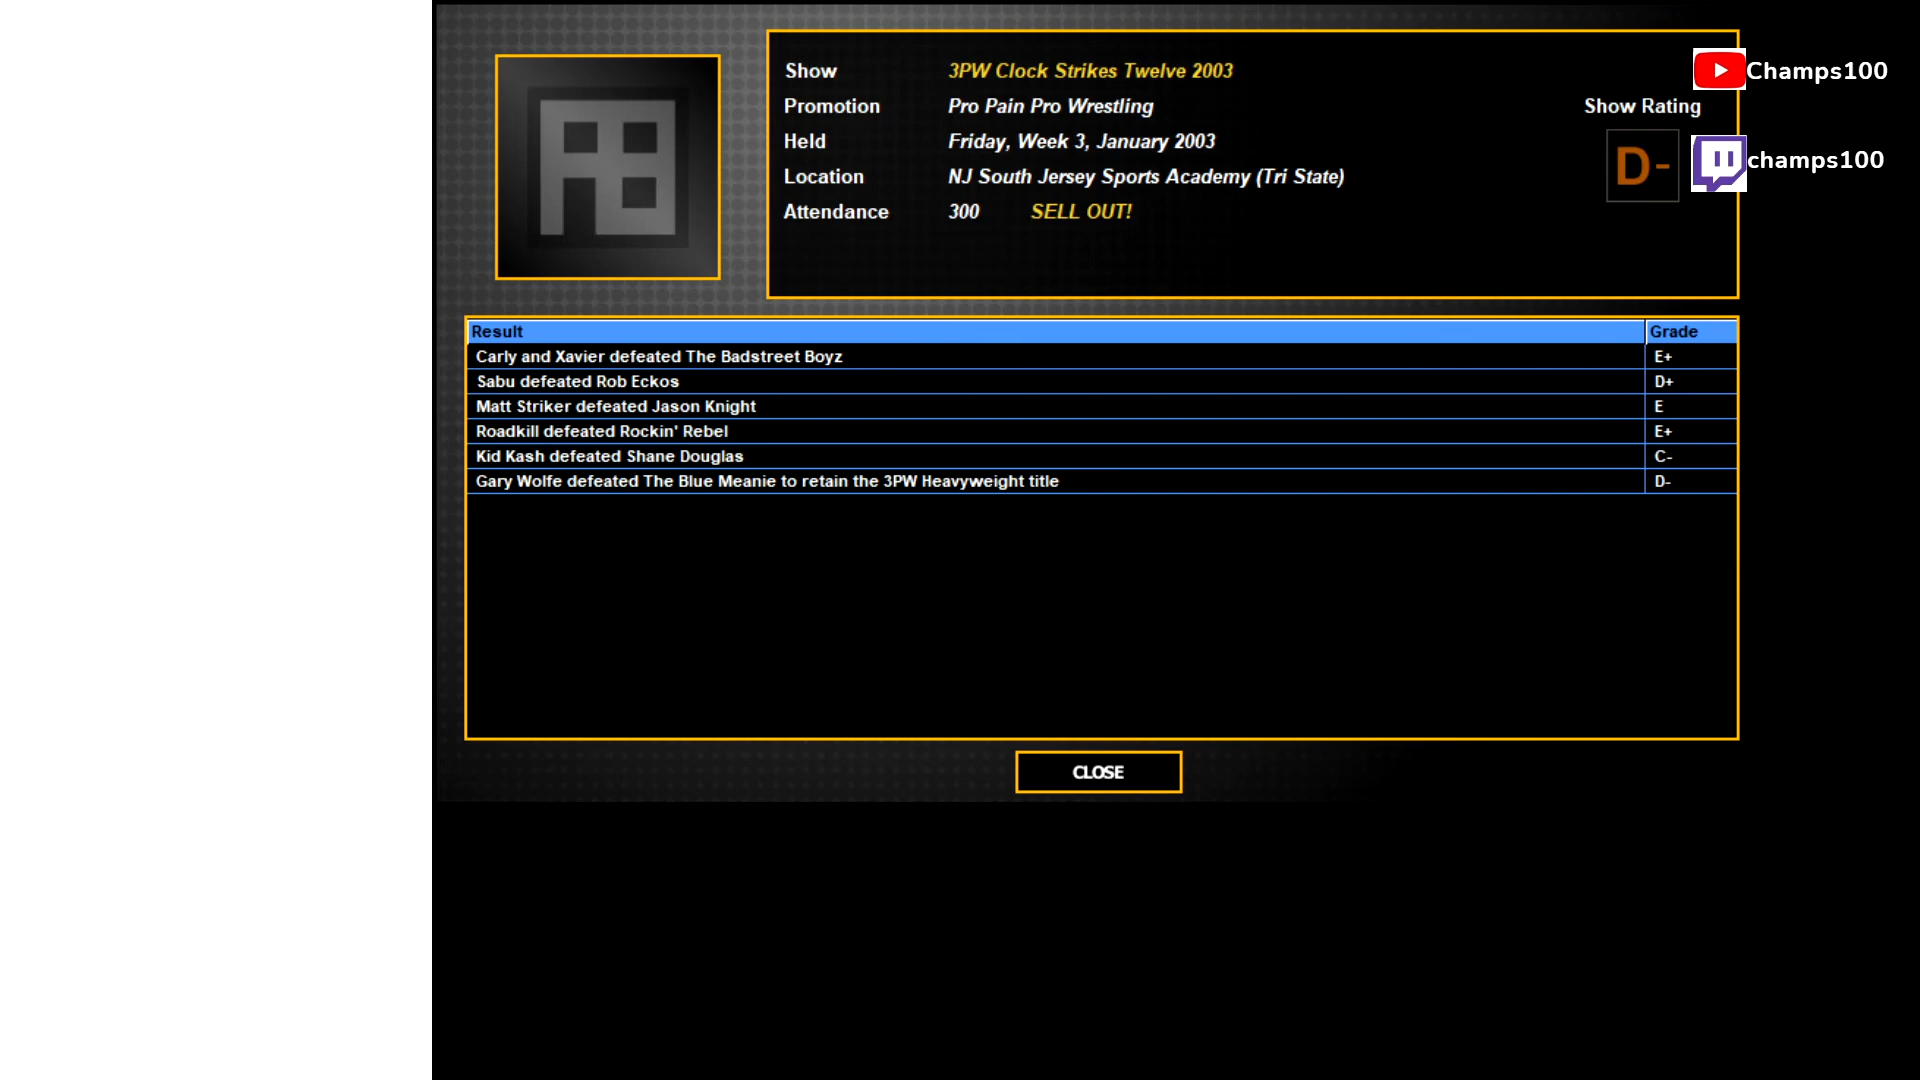 Show 3PW Clock Strikes Twelve 2003
Promotion Pro Pain Pro Wrestling
Held Friday, Week 3, January 2003
Location NJ South Jersey Sports Academy (Tri State)
Attendance 300 SELL OUT!
Show Rating
D-
Champs100
champs100
Result Grade
Carly and Xavier defeated The Badstreet Boyz E+
Sabu defeated Rob Eckos D+
Matt Striker defeated Jason Knight E
Roadkill defeated Rockin' Rebel E+
Kid Kash defeated Shane Douglas C-
Gary Wolfe defeated The Blue Meanie to retain the 3PW Heavyweight title D-
CLOSE